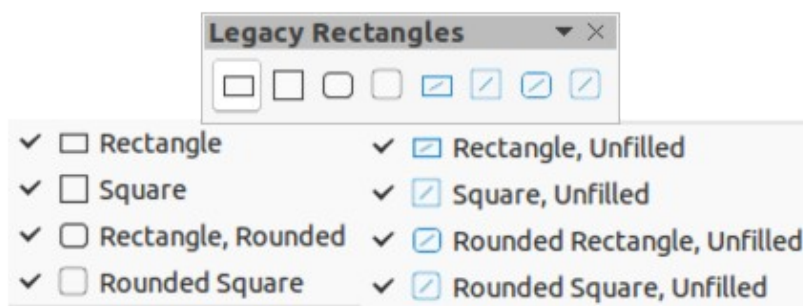 Legacy Rectangles
Rectangle
Square
Rectangle, Rounded
Rounded Square
Rectangle, Unfilled
Square, Unfilled
Rounded Rectangle, Unfilled
Rounded Square, Unfilled